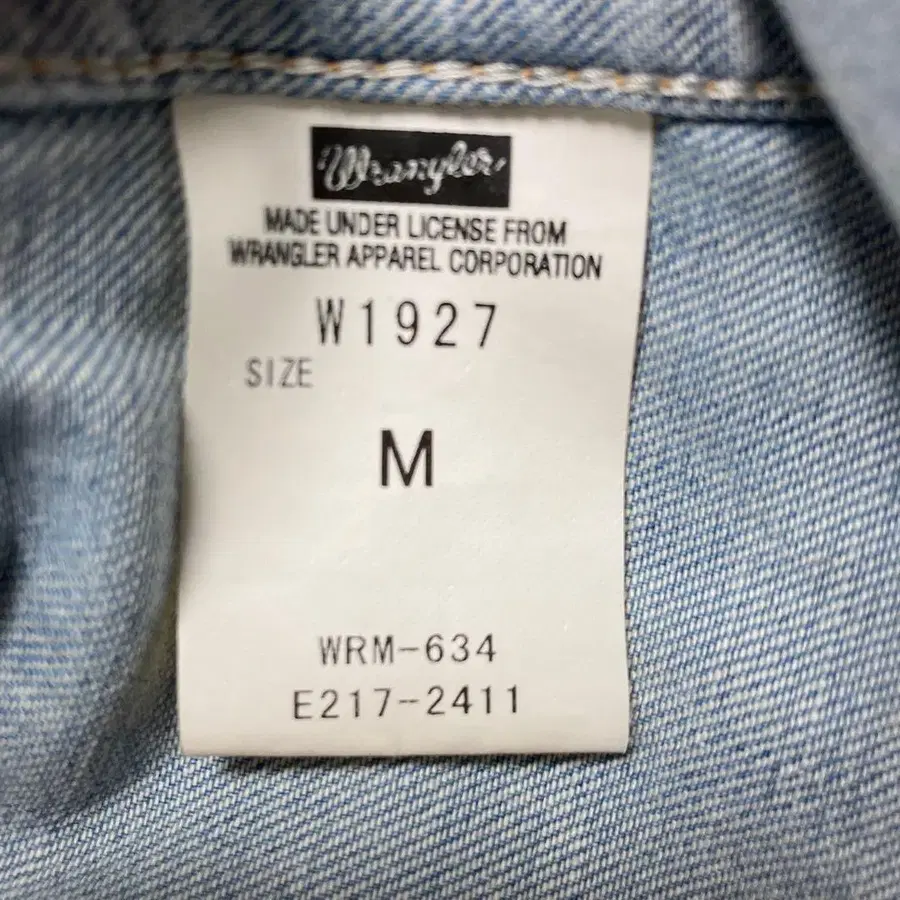 Wrangler
MADE UNDER LICENSE FROM
WRANGLER APPAREL CORPORATION
W1927
SIZE
M
WRM-634
E217-2411